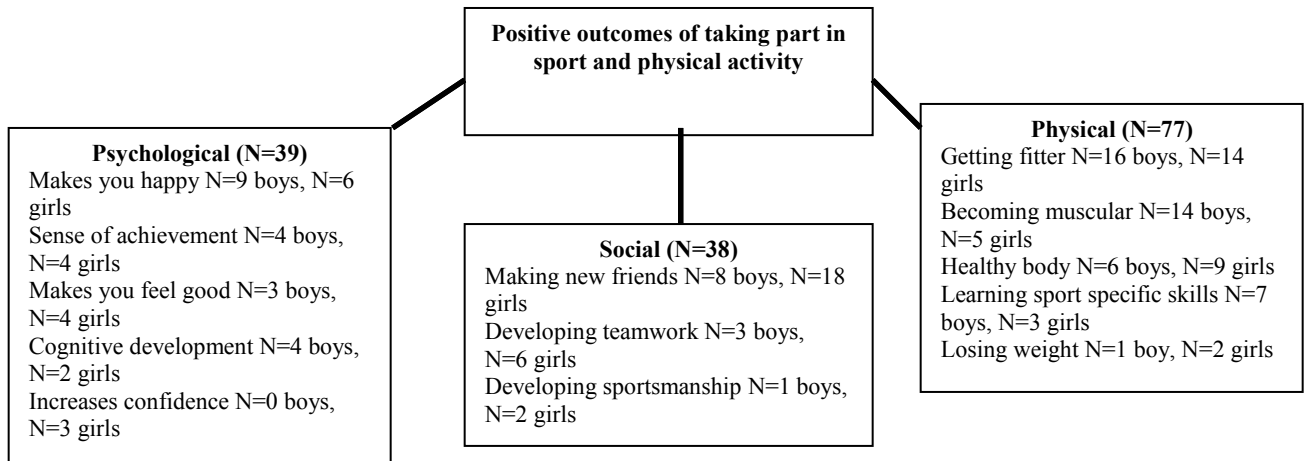 Positive outcomes of taking part in
sport and physical activity
Psychological (N=39)
Makes you happy N=9 boys, N=6
girls
Sense of achievement N=4 boys,
N=4 girls
Makes you feel good N=3 boys,
N=4 girls
Cognitive development N=4 boys,
N=2 girls
Increases confidence N=0 boys,
N=3 girls
Social (N=38)
Making new friends N=8 boys, N=18
girls
Developing teamwork N=3 boys,
N=6 girls
Developing sportsmanship N=1 boys,
N=2 girls
Physical (N=77)
Getting fitter N=16 boys, N=14
girls
Becoming muscular N=14 boys,
N=5 girls
Healthy body N=6 boys, N=9 girls
Learning sport specific skills N=7
boys, N=3 girls
Losing weight N=1 boy, N=2 girls